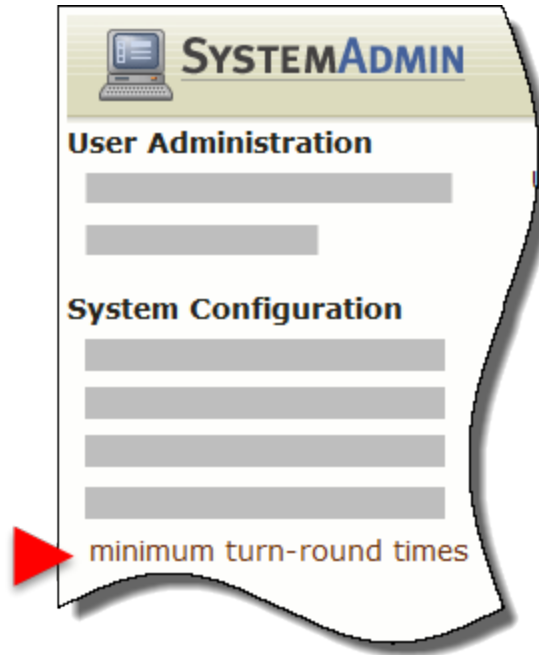 SYSTEMADMIN
User Administration
System Configuration
minimum turn-round times